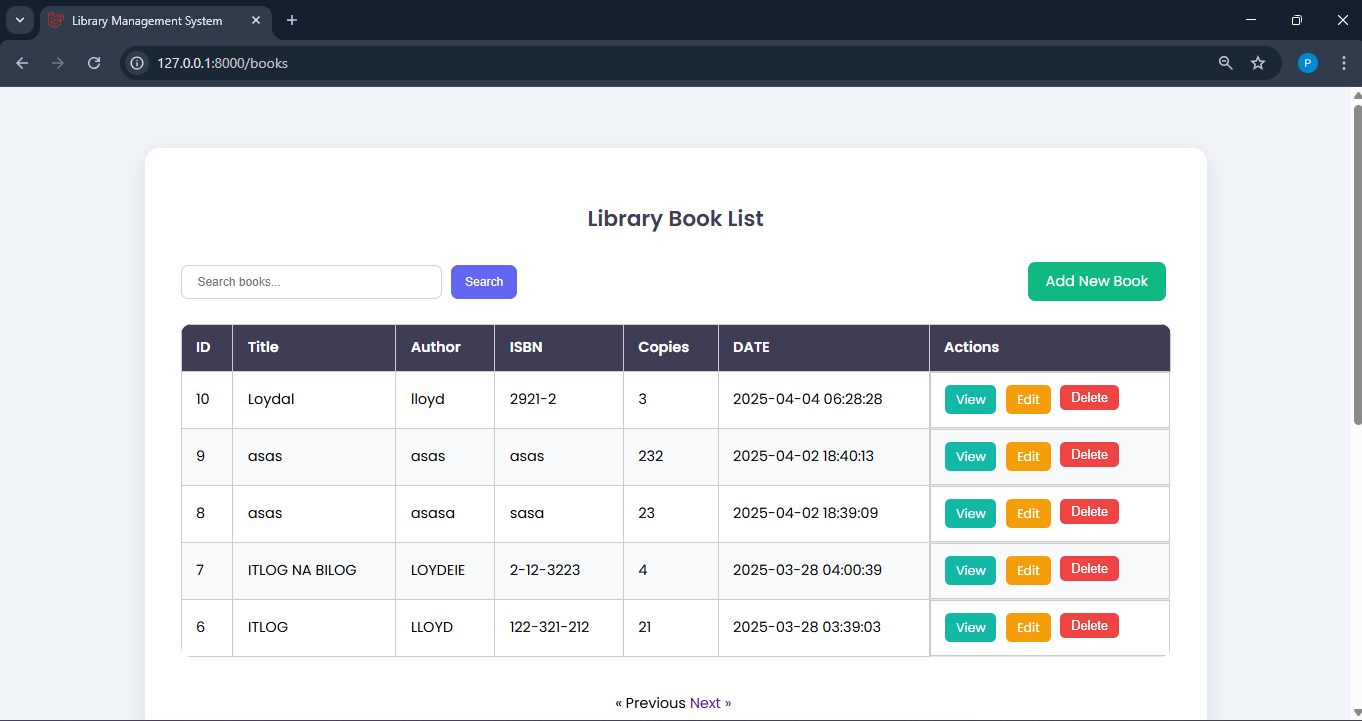 Library Management System
127.0.0.1:8000/books
P
Library Book List
Search books... Search Add New Book
ID Title Author ISBN Copies DATE Actions
10 Loydal lloyd 2921-2 3 2025-04-04 06:28:28 View Edit Delete
9 asas asas asas 232 2025-04-02 18:40:13 View Edit Delete
8 asas asasa sasa 23 2025-04-02 18:39:09 View Edit Delete
7 ITLOG NA BILOG LOYDEIE 2-12-3223 4 2025-03-28 04:00:39 View Edit Delete
6 ITLOG LLOYD 122-321-212 21 2025-03-28 03:39:03 View Edit Delete
« Previous Next »